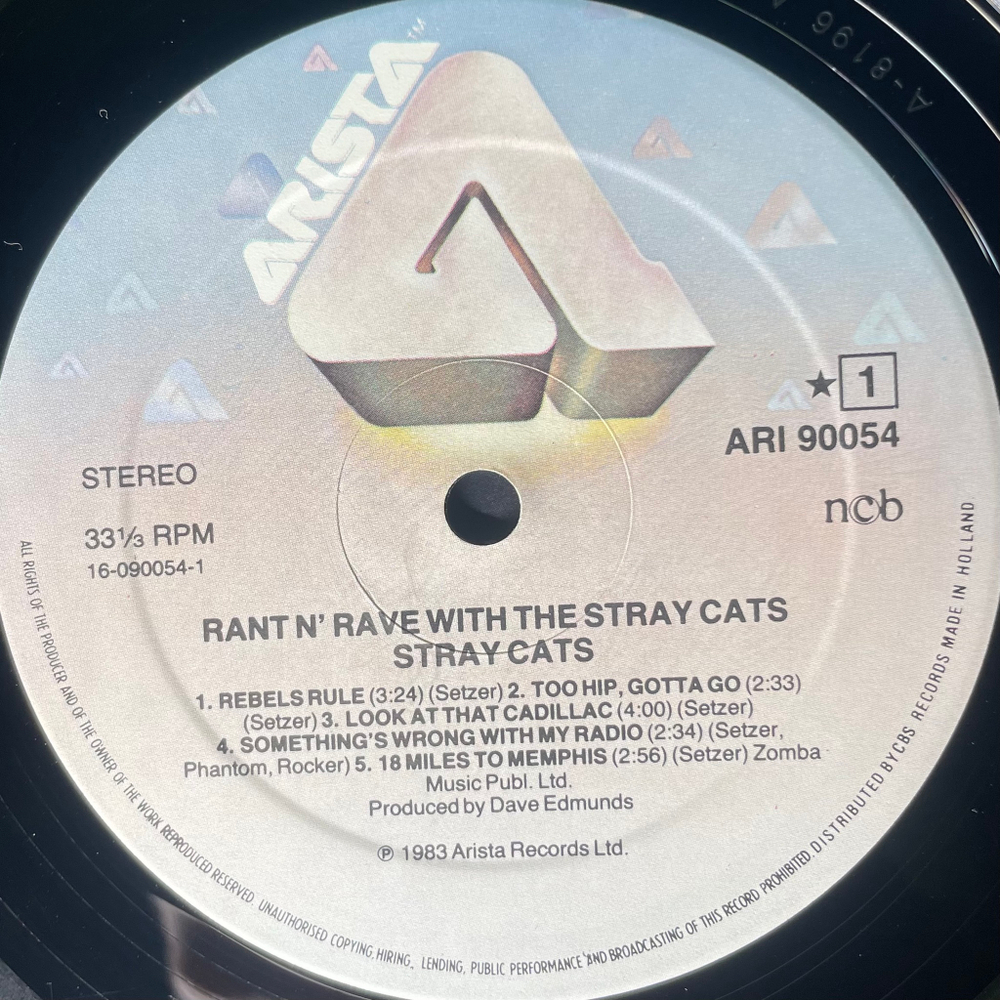 A-8196
ARISTA™
★ 1
ARI 90054
STEREO
ncb
33⅓ RPM
16-090054-1
RANT N' RAVE WITH THE STRAY CATS
STRAY CATS
1. REBELS RULE (3:24) (Setzer) 2. TOO HIP, GOTTA GO (2:33)
(Setzer) 3. LOOK AT THAT CADILLAC (4:00) (Setzer)
4. SOMETHING'S WRONG WITH MY RADIO (2:34) (Setzer,
Phantom, Rocker) 5. 18 MILES TO MEMPHIS (2:56) (Setzer) Zomba
Music Publ. Ltd.
Produced by Dave Edmunds
℗ 1983 Arista Records Ltd.
ALL RIGHTS OF THE PRODUCER AND OF THE OWNER OF THE WORK REPRODUCED RESERVED. UNAUTHORISED COPYING, HIRING, LENDING, PUBLIC PERFORMANCE AND BROADCASTING OF THIS RECORD PROHIBITED. DISTRIBUTED BY CBS RECORDS MADE IN HOLLAND